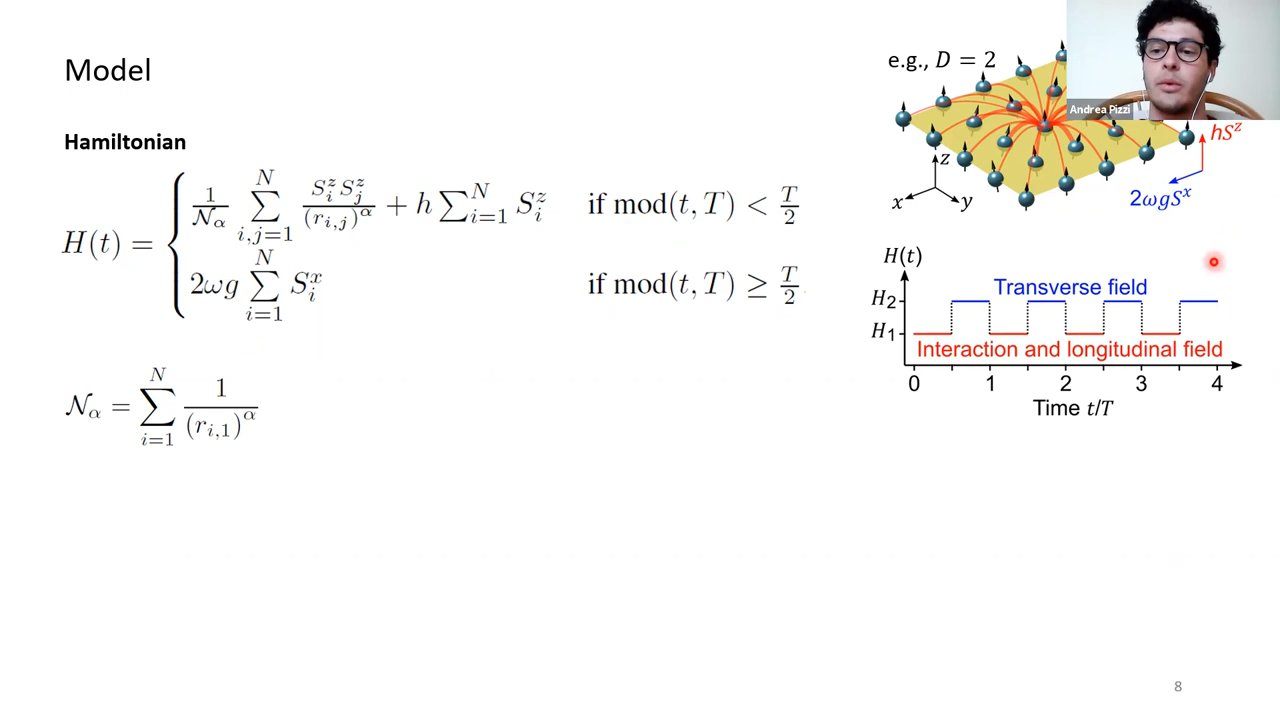 Model
Hamiltonian
H(t) = { 1/𝒩_α ∑_{i,j=1}^{N} S_i^z S_j^z/(r_{i,j})^α + h ∑_{i=1}^{N} S_i^z if mod(t, T) < T/2
2ωg ∑_{i=1}^{N} S_i^x if mod(t, T) ≥ T/2
𝒩_α = ∑_{i=1}^{N} 1/(r_{i,1})^α
e.g., D = 2
Andrea Pizzi
hS^z
z
x
y
2ωgS^x
H(t)
H₂
Transverse field
H₁
Interaction and longitudinal field
0 1 2 3 4
Time t/T
8